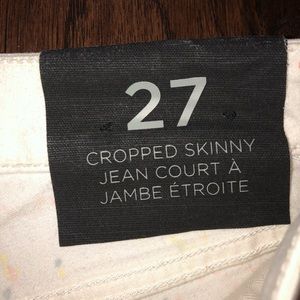 27
CROPPED SKINNY
JEAN COURT À
JAMBE ÉTROITE